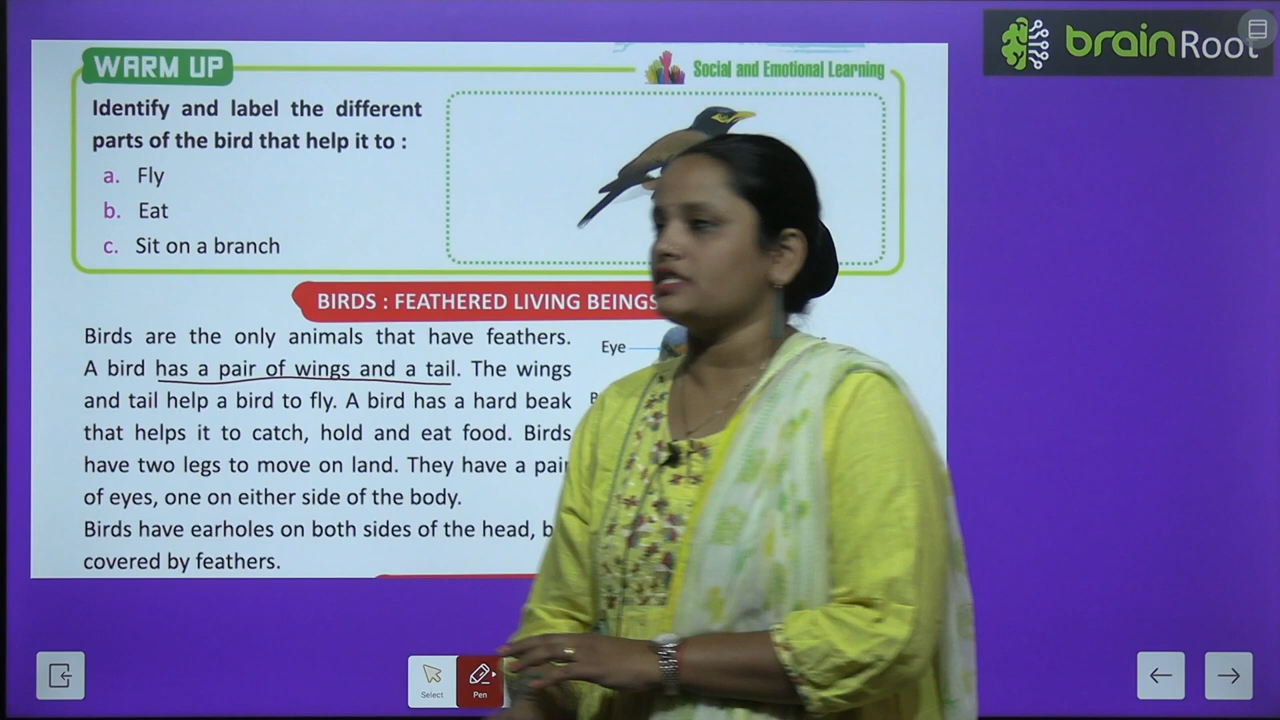 brainRoot
WARM UP
Social and Emotional Learning
Identify and label the different
parts of the bird that help it to :
a. Fly
b. Eat
c. Sit on a branch
BIRDS : FEATHERED LIVING BEINGS
Birds are the only animals that have feathers.
A bird has a pair of wings and a tail. The wings
and tail help a bird to fly. A bird has a hard beak
that helps it to catch, hold and eat food. Birds
have two legs to move on land. They have a pair
of eyes, one on either side of the body.
Birds have earholes on both sides of the head,
covered by feathers.
Eye
Select
Pen